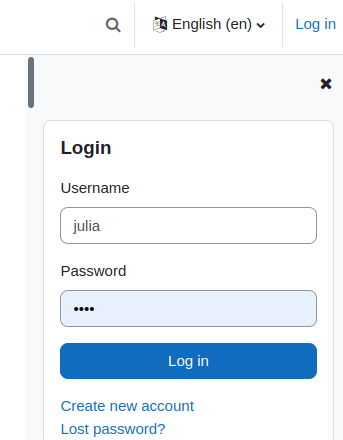 English (en) Log in
Login
Username
julia
Password
••••
Log in
Create new account
Lost password?